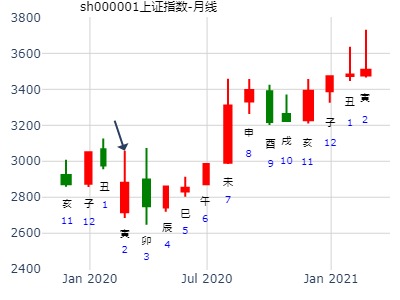 sh000001上证指数-月线
3800
3600
3400
3200
3000
2800
2600
2400
亥
11
子
12
丑
1
寅
2
卯
3
辰
4
巳
5
午
6
未
7
申
8
酉
9
戌
10
亥
11
子
12
丑
1
寅
2
Jan 2020
Jul 2020
Jan 2021